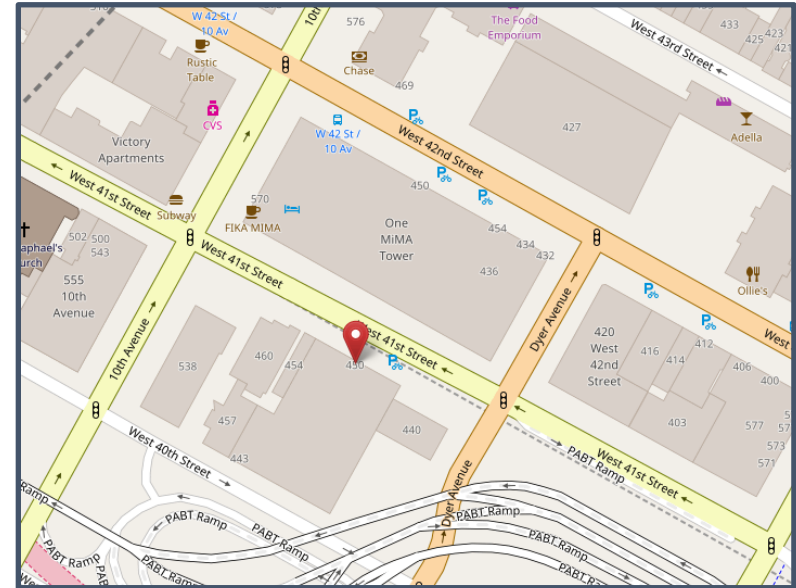 576
W 42 St /
10 Av
10th
The Food
Emporium
West 43rd Street
433
425
421
Rustic
Table
Chase
469
CVS
W 42 St /
10 Av
West 42nd Street
427
Adella
Victory
Apartments
West 41st Street
Subway
570
FIKA MIMA
450
One
MiMA
Tower
454
434
432
436
aphael's
urch
502
500
543
555
10th
Avenue
West 41st Street
Ollie's
Dyer Avenue
10th Avenue
West 41st Street
West
420
West
42nd
Street
416
414
412
406
400
403
577
573
571
538
460
454
450
457
443
440
West 40th Street
PABT Ramp
West 41st Street
Ramp
PABT Ramp
PABT Ramp
PABT Ramp
PABT Ramp
PABT Ramp
Dyer Avenue